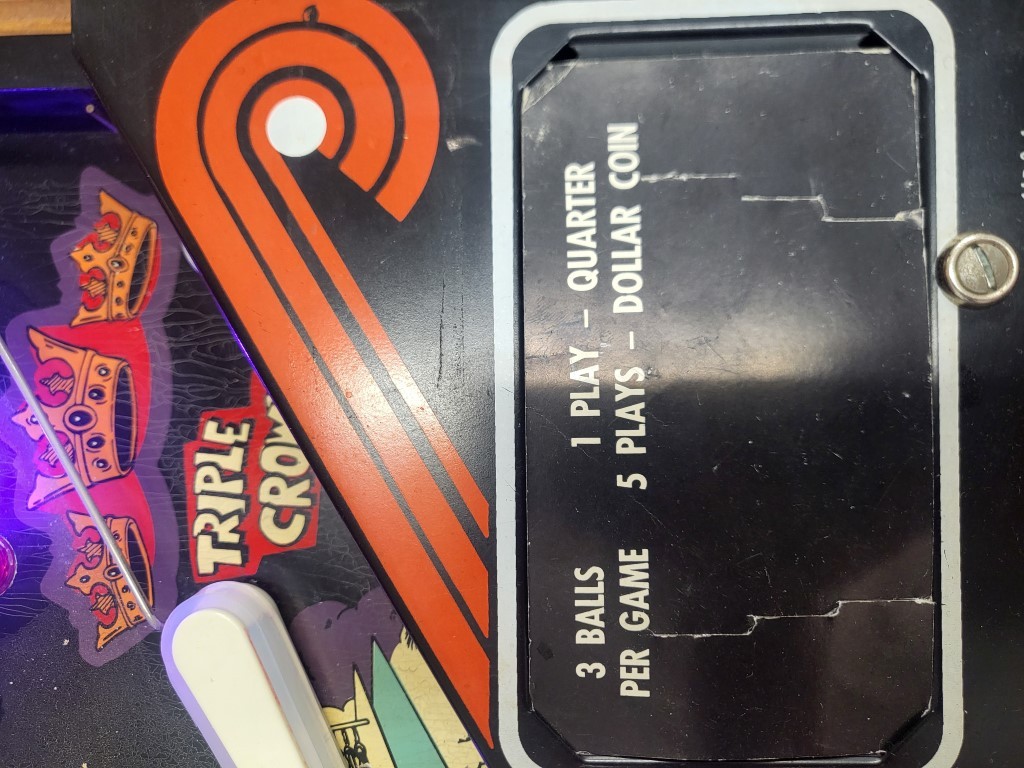 TRIPLE
3 BALLS 1 PLAY – QUARTER
PER GAME 5 PLAYS – DOLLAR COIN